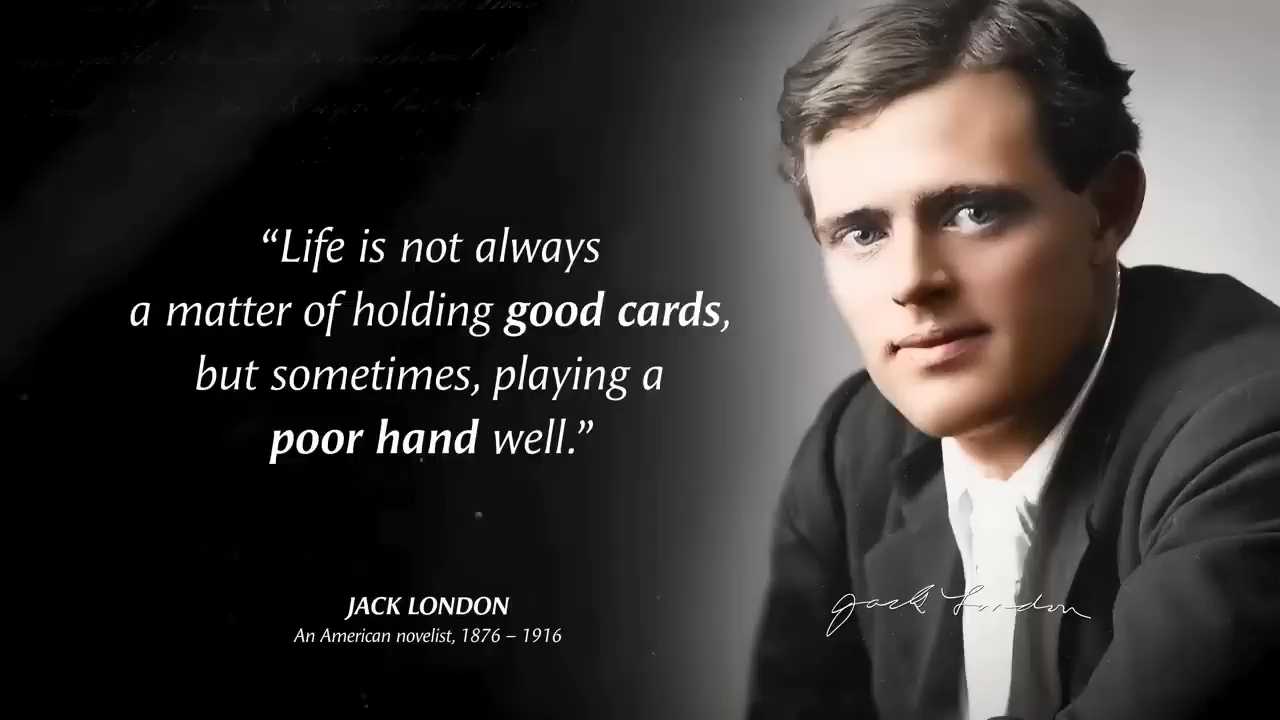 “Life is not always
a matter of holding good cards,
but sometimes, playing a
poor hand well.”
JACK LONDON
An American novelist, 1876 – 1916
Jack London